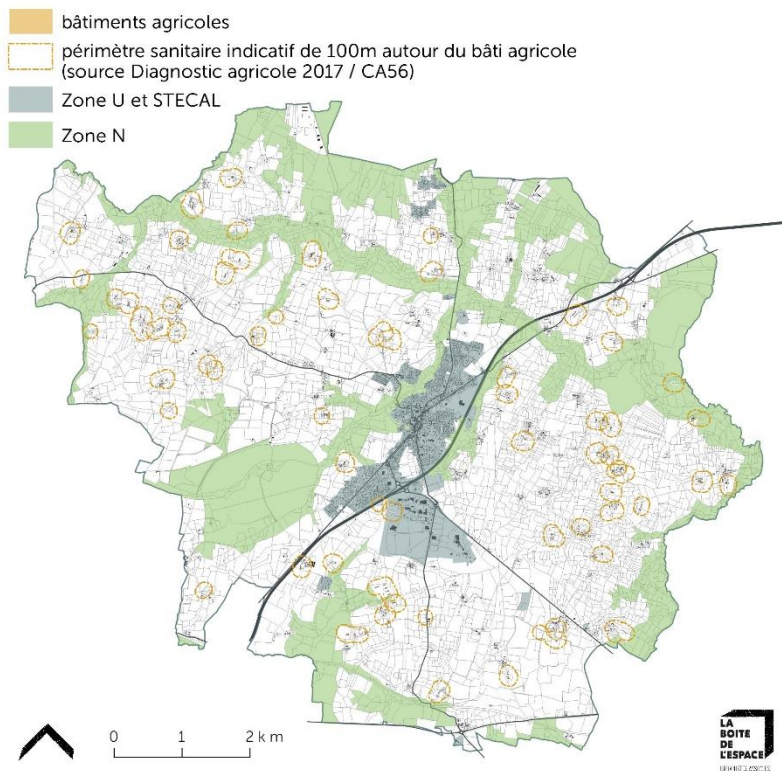 bâtiments agricoles
périmètre sanitaire indicatif de 100m autour du bâti agricole
(source Diagnostic agricole 2017 / CA56)
Zone U et STECAL
Zone N
0 1 2 km
LA
BOITE
DE
L'ESPACE